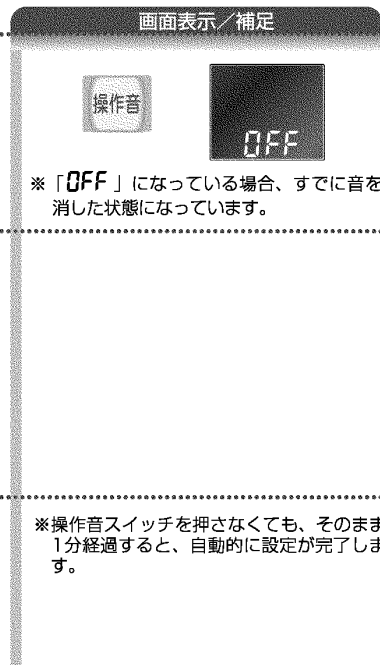 画面表示／補足
操作音
OFF
※「OFF」になっている場合、すでに音を
消した状態になっています。
※操作音スイッチを押さなくても、そのまま
1分経過すると、自動的に設定が完了しま
す。